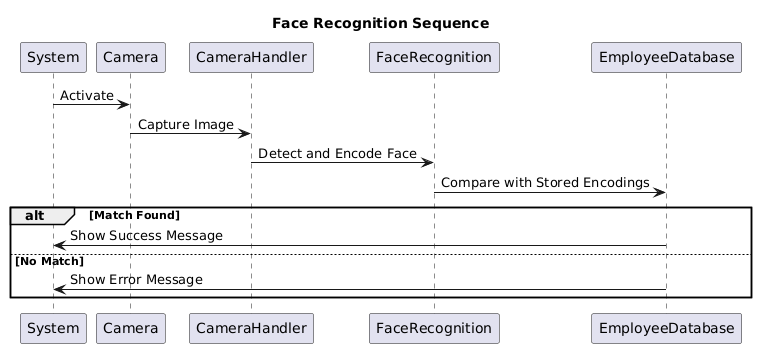 Face Recognition Sequence
System Camera CameraHandler FaceRecognition EmployeeDatabase
Activate
Capture Image
Detect and Encode Face
Compare with Stored Encodings
alt [Match Found]
Show Success Message
[No Match]
Show Error Message
System Camera CameraHandler FaceRecognition EmployeeDatabase